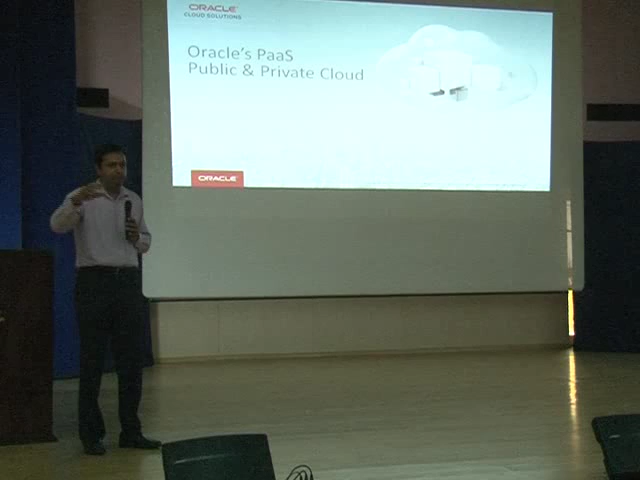 ORACLE
CLOUD SOLUTIONS
Oracle's PaaS
Public & Private Cloud
ORACLE